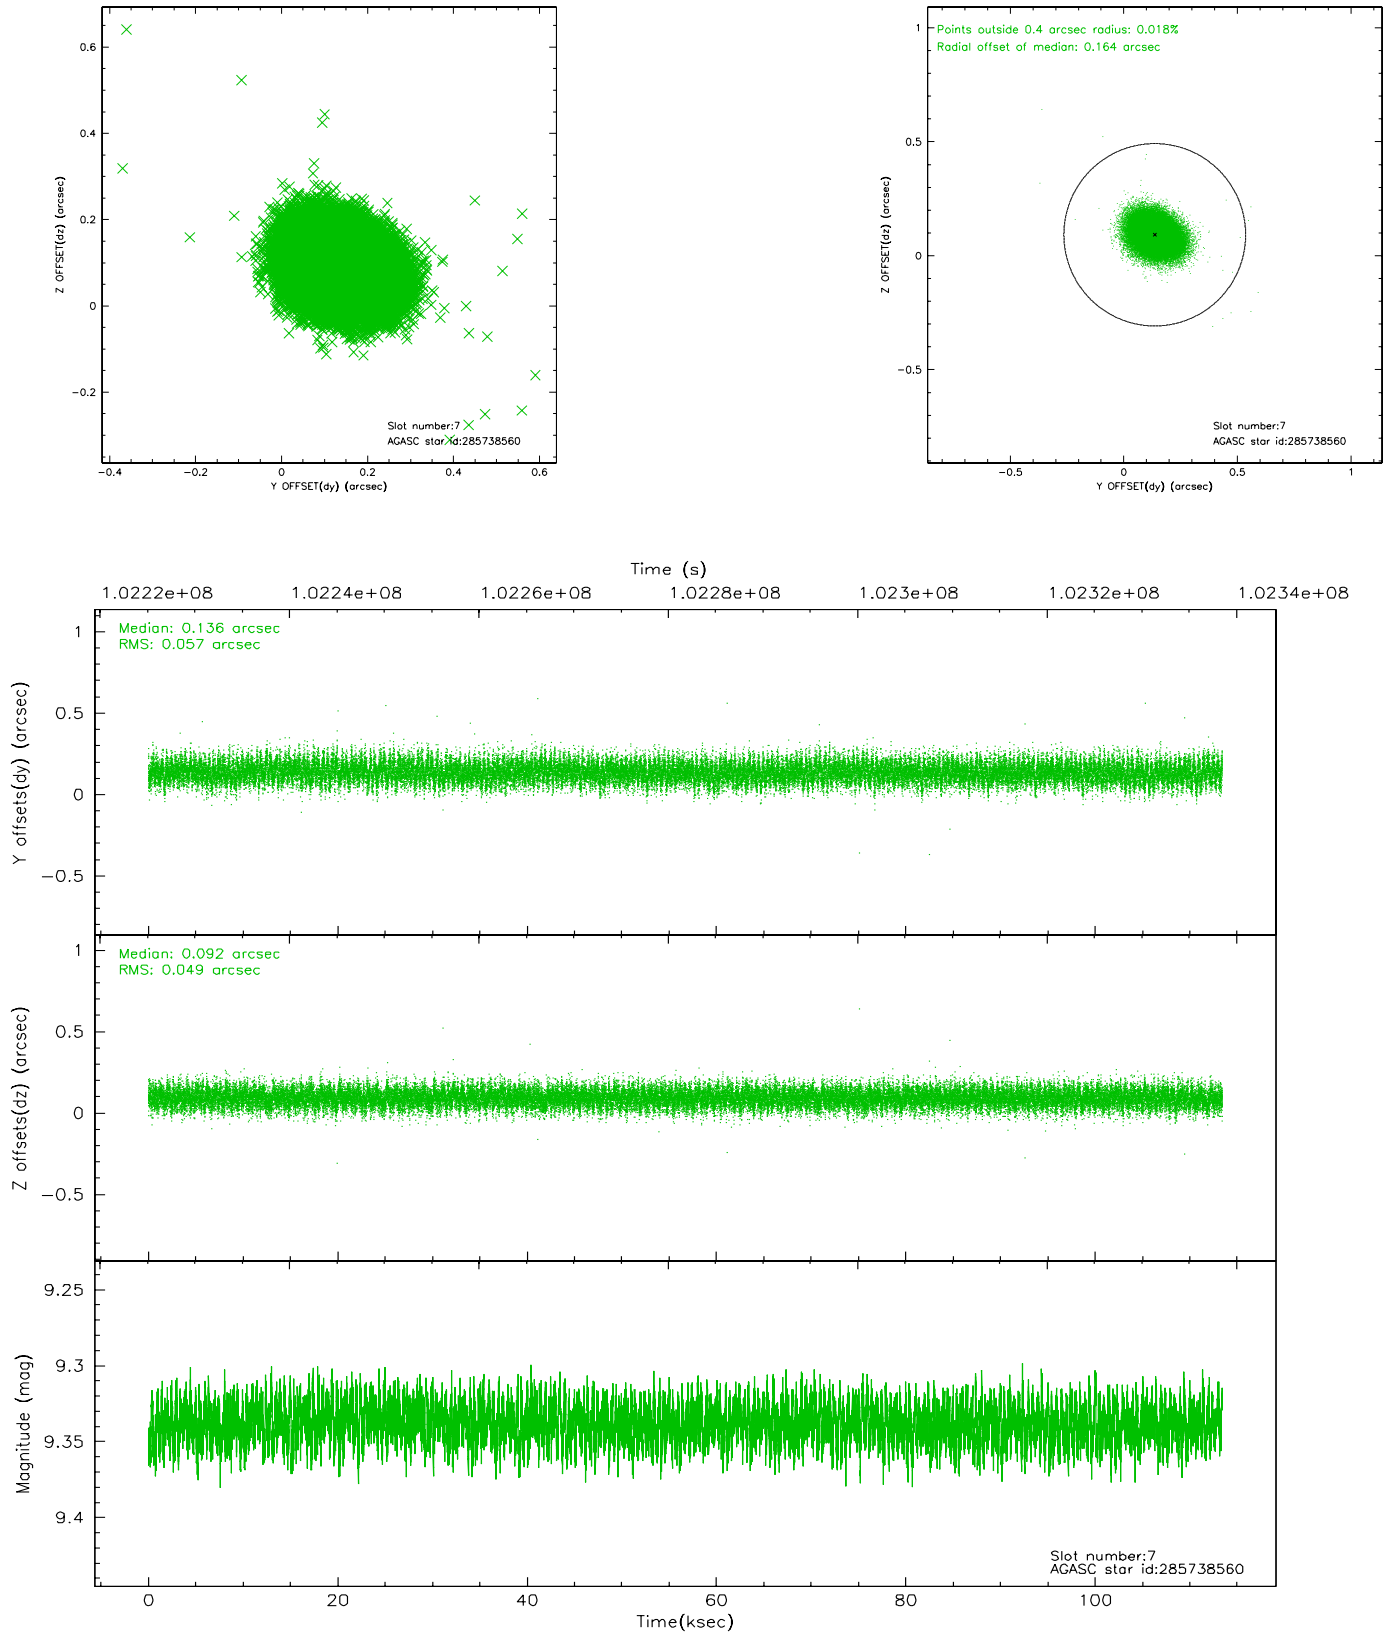 0.6
0.4
0.2
0
−0.2
−0.4
−0.2
0
0.2
0.4
0.6
Z OFFSET(dz) (arcsec)
Y OFFSET(dy) (arcsec)
Slot number:7
AGASC star id:285738560
Points outside 0.4 arcsec radius: 0.018%
Radial offset of median: 0.164 arcsec
1
0.5
0
−0.5
−0.5
0
0.5
1
Z OFFSET(dz) (arcsec)
Y OFFSET(dy) (arcsec)
Slot number:7
AGASC star id:285738560
Time (s)
1.0222e+08 1.0224e+08 1.0226e+08 1.0228e+08 1.023e+08 1.0232e+08 1.0234e+08
Median: 0.136 arcsec
RMS: 0.057 arcsec
1
0.5
0
−0.5
Y offsets(dy) (arcsec)
Median: 0.092 arcsec
RMS: 0.049 arcsec
1
0.5
0
−0.5
Z offsets(dz) (arcsec)
9.25
9.3
9.35
9.4
Magnitude (mag)
Slot number:7
AGASC star id:285738560
0 20 40 60 80 100
Time(ksec)